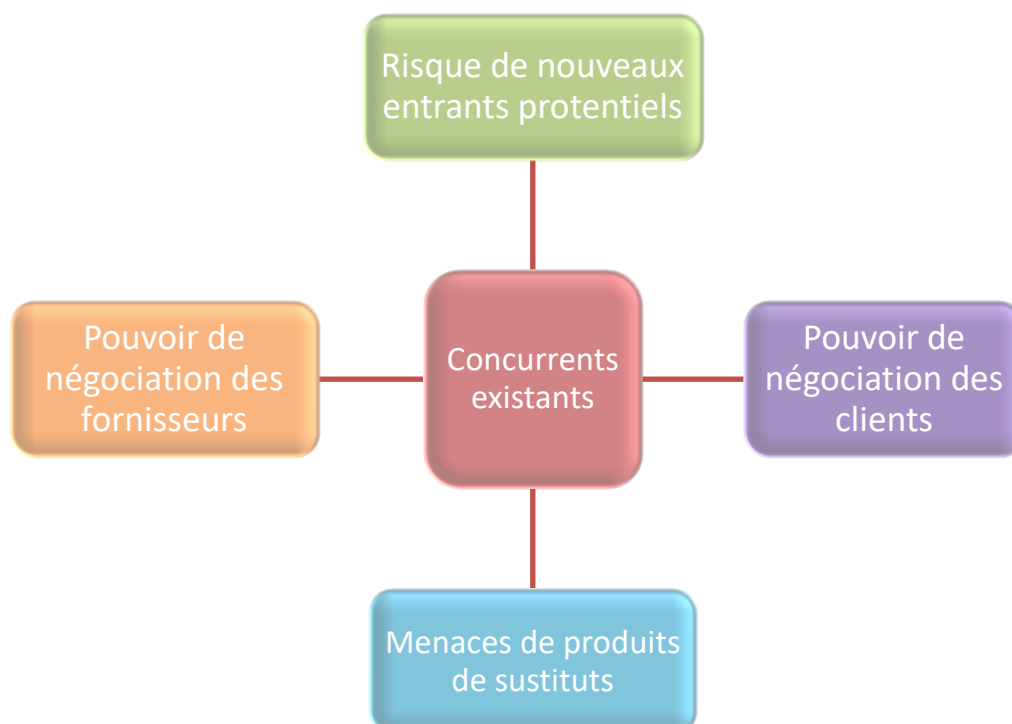 Risque de nouveaux
entrants protentiels
Pouvoir de
négociation des
fornisseurs
Concurrents
existants
Pouvoir de
négociation des
clients
Menaces de produits
de sustituts